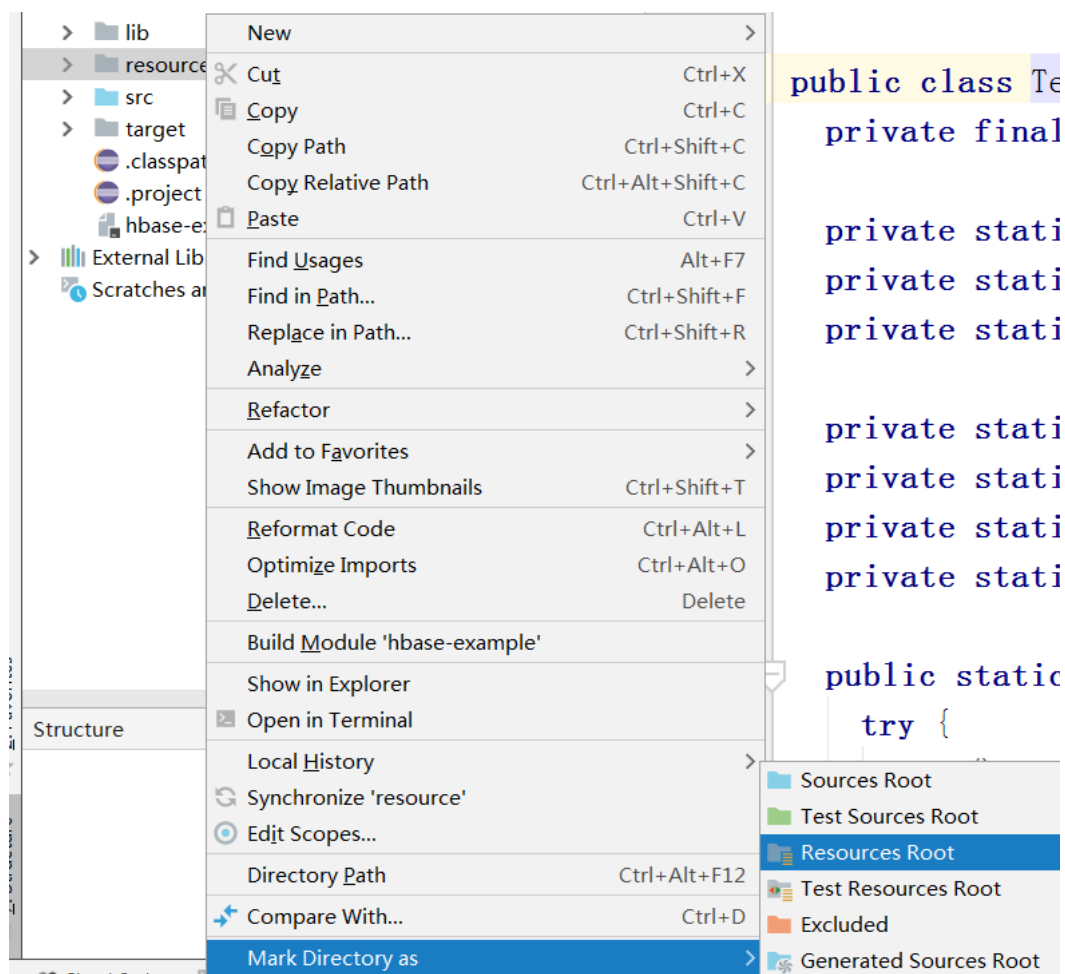 lib
resource
src
target
.classpat
.project
hbase-e
External Lib
Scratches a
Structure
New
Cut Ctrl+X
Copy Ctrl+C
Copy Path Ctrl+Shift+C
Copy Relative Path Ctrl+Alt+Shift+C
Paste Ctrl+V
Find Usages Alt+F7
Find in Path... Ctrl+Shift+F
Replace in Path... Ctrl+Shift+R
Analyze
Refactor
Add to Favorites
Show Image Thumbnails Ctrl+Shift+T
Reformat Code Ctrl+Alt+L
Optimize Imports Ctrl+Alt+O
Delete... Delete
Build Module 'hbase-example'
Show in Explorer
Open in Terminal
Local History
Synchronize 'resource'
Edit Scopes...
Directory Path Ctrl+Alt+F12
Compare With... Ctrl+D
Mark Directory as
Sources Root
Test Sources Root
Resources Root
Test Resources Root
Excluded
Generated Sources Root
public class Te
private final
private stati
private stati
private stati
private stati
private stati
private stati
private stati
public static
try {